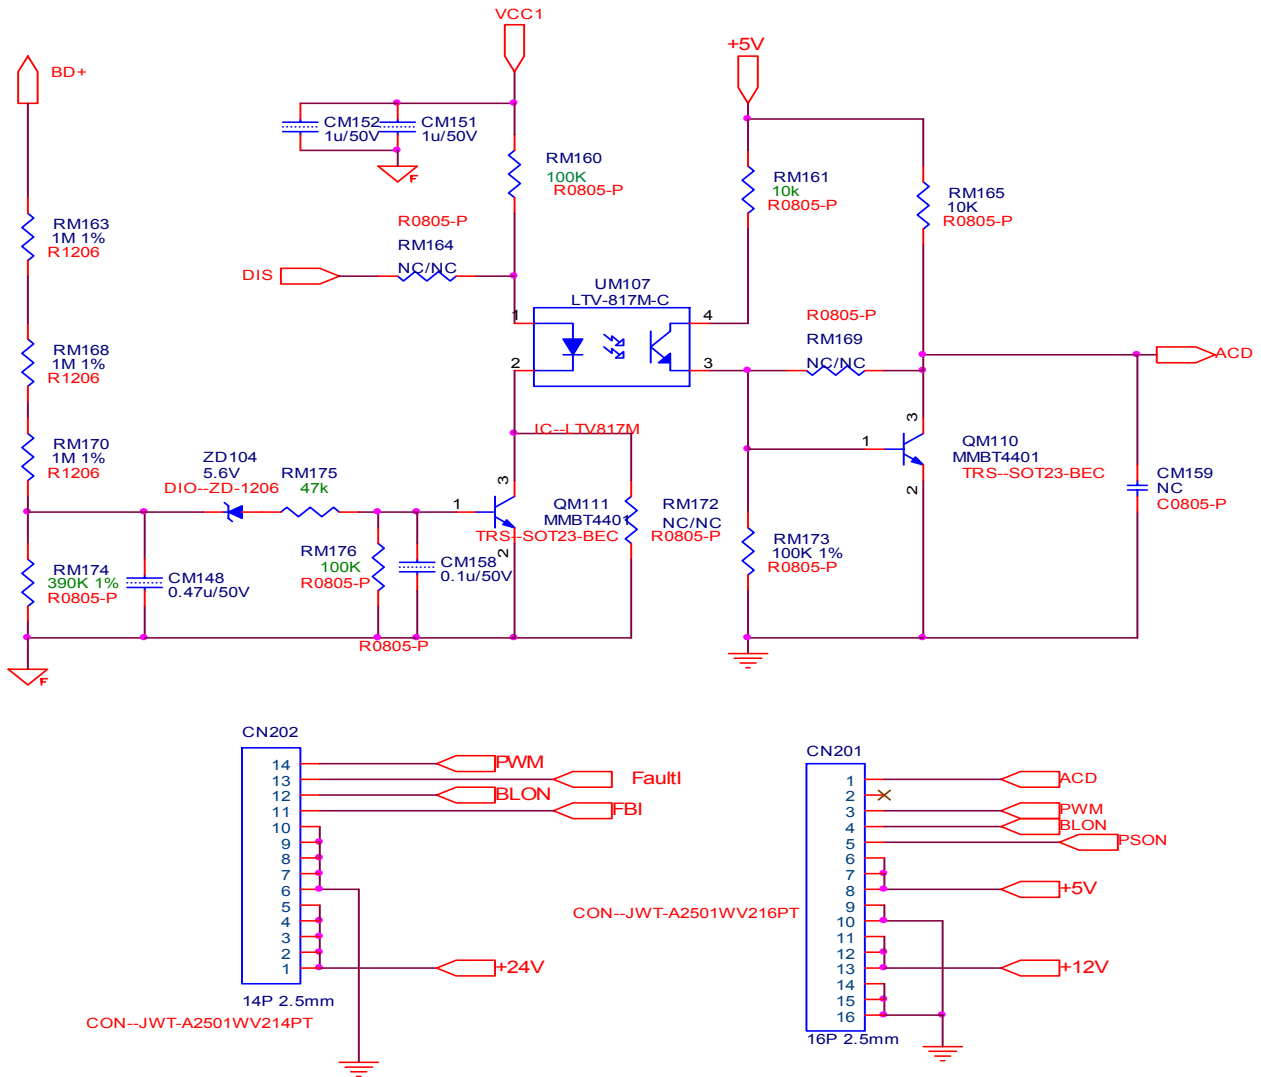 VCC1
+5V
BD+
CM152
1u/50V
CM151
1u/50V
F
RM160
100K
R0805-P
RM161
10k
R0805-P
RM165
10K
R0805-P
RM163
1M 1%
R1206
R0805-P
RM164
NC/NC
DIS
UM107
LTV-817M-C
1
2
4
3
IC--LTV817M
R0805-P
RM169
NC/NC
ACD
RM168
1M 1%
R1206
RM170
1M 1%
R1206
ZD104
5.6V
DIO--ZD-1206
RM175
47k
1
3
2
QM111
MMBT4401
TRS--SOT23-BEC
RM172
NC/NC
R0805-P
1
3
2
QM110
MMBT4401
TRS--SOT23-BEC
CM159
NC
C0805-P
RM174
390K 1%
R0805-P
CM148
0.47u/50V
RM176
100K
R0805-P
CM158
0.1u/50V
RM173
100K 1%
R0805-P
R0805-P
F
CN202
14
PWM
13
FaultI
12
BLON
11
FBI
10
9
8
7
6
5
4
3
2
1
+24V
14P 2.5mm
CON--JWT-A2501WV214PT
CN201
1
ACD
2
3
PWM
4
BLON
5
PSON
6
7
8
+5V
9
10
11
12
13
+12V
14
15
16
CON--JWT-A2501WV216PT
16P 2.5mm